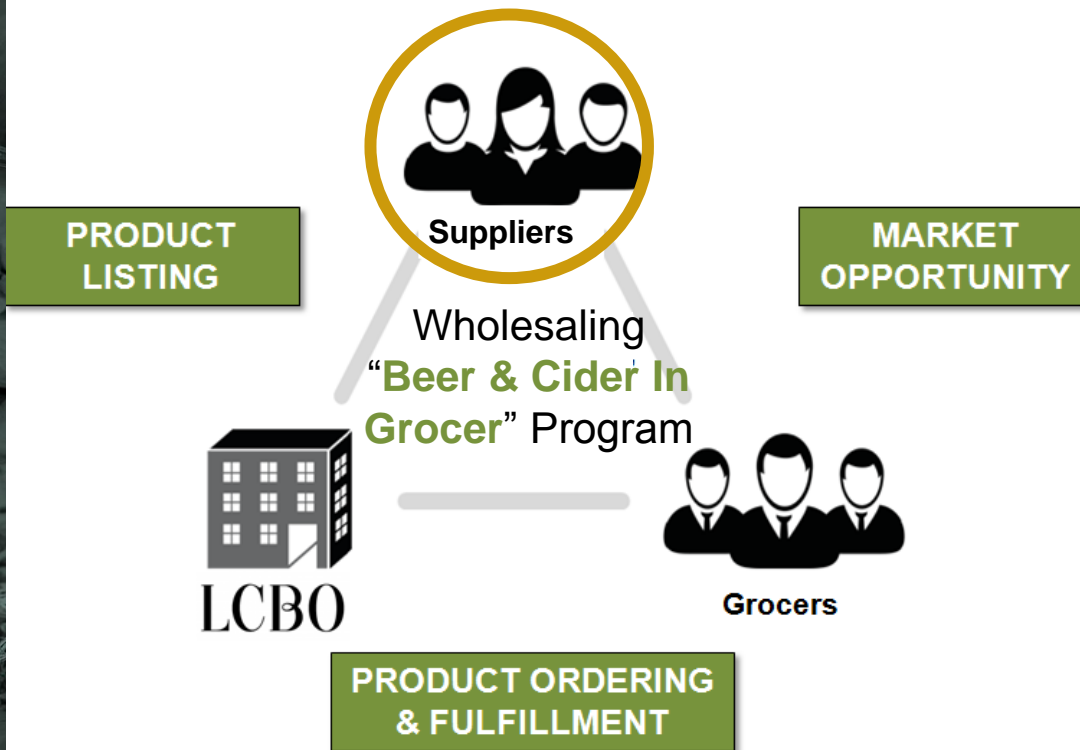 Suppliers
PRODUCT
LISTING
MARKET
OPPORTUNITY
Wholesaling
“Beer & Cider In
Grocer” Program
LCBO
Grocers
PRODUCT ORDERING
& FULFILLMENT